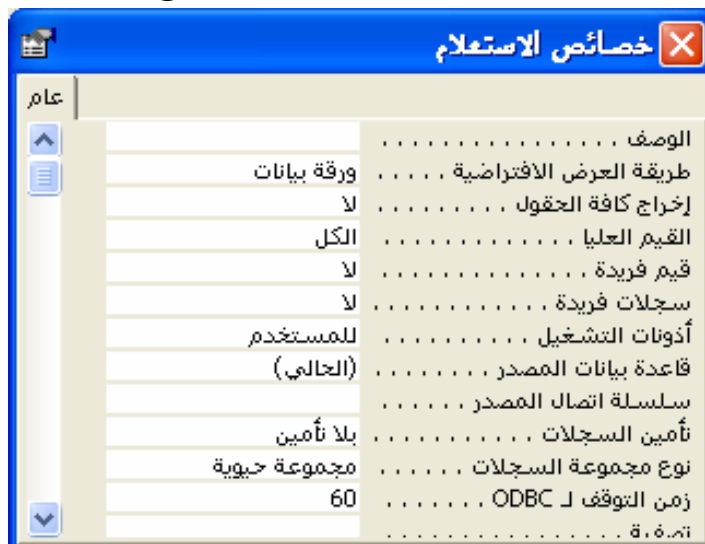 خصائص الاستعلام
عام
الوصف . . . . . . . . . . . . . . . .
طريقة العرض الافتراضية . . . . . ورقة بيانات
إخراج كافة الحقول . . . . . . . . . لا
القيم العليا . . . . . . . . . . . . . الكل
قيم فريدة . . . . . . . . . . . . . . لا
سجلات فريدة . . . . . . . . . . . . لا
أذونات التشغيل . . . . . . . . . . للمستخدم
قاعدة بيانات المصدر . . . . . . . . (الحالي)
سلسلة اتصال المصدر . . . . . .
تأمين السجلات . . . . . . . . . . . بلا تأمين
نوع مجموعة السجلات . . . . . . مجموعة حيوية
زمن التوقف لـ ODBC . . . . . . . 60
تصفية . . . . . . . . . . . . . . . .